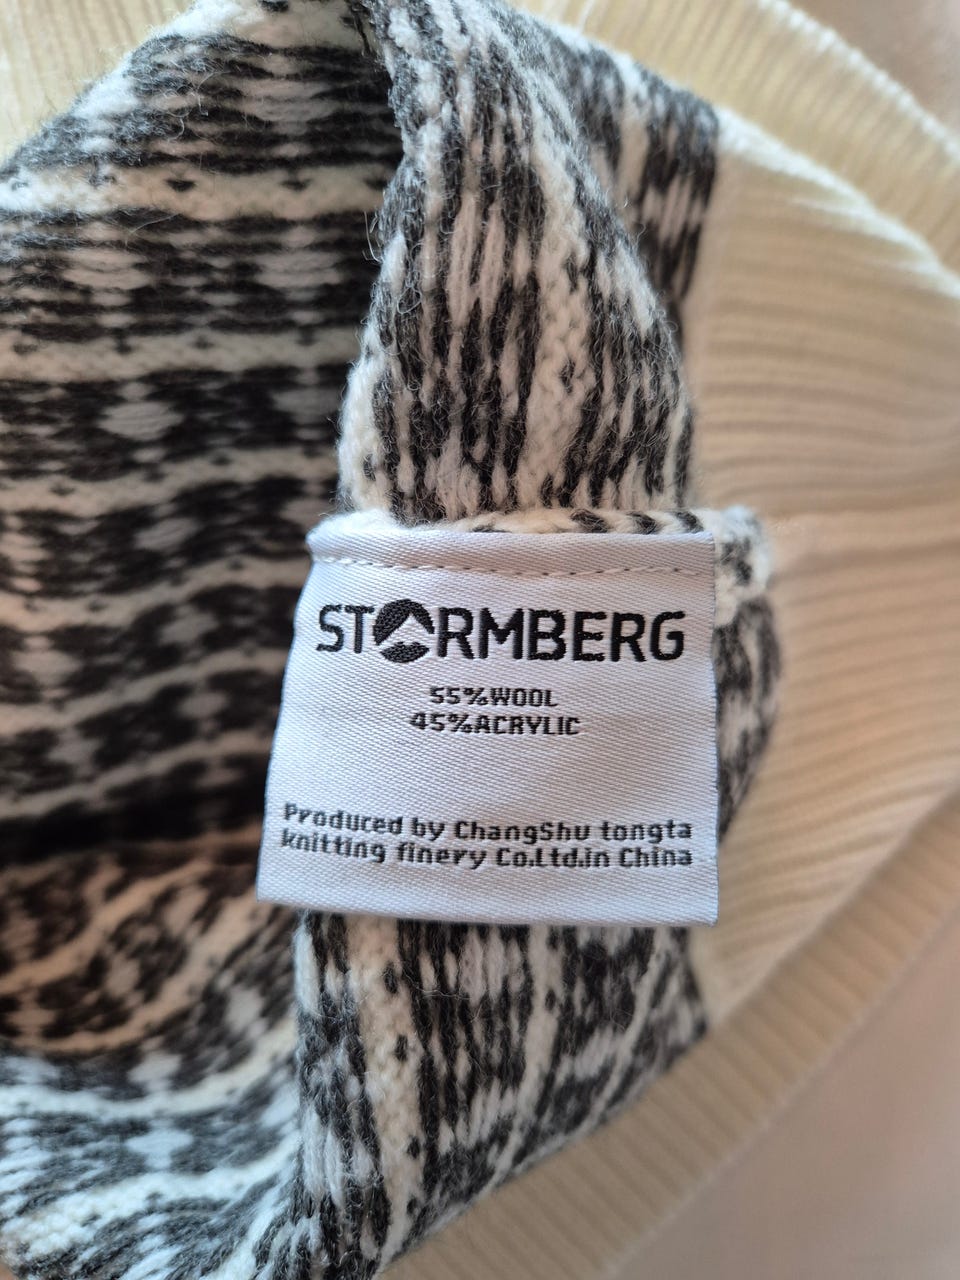 STORMBERG
55%WOOL
45%ACRYLIC
Produced by ChangShu tongta
knitting finery Co.Ltd.in China